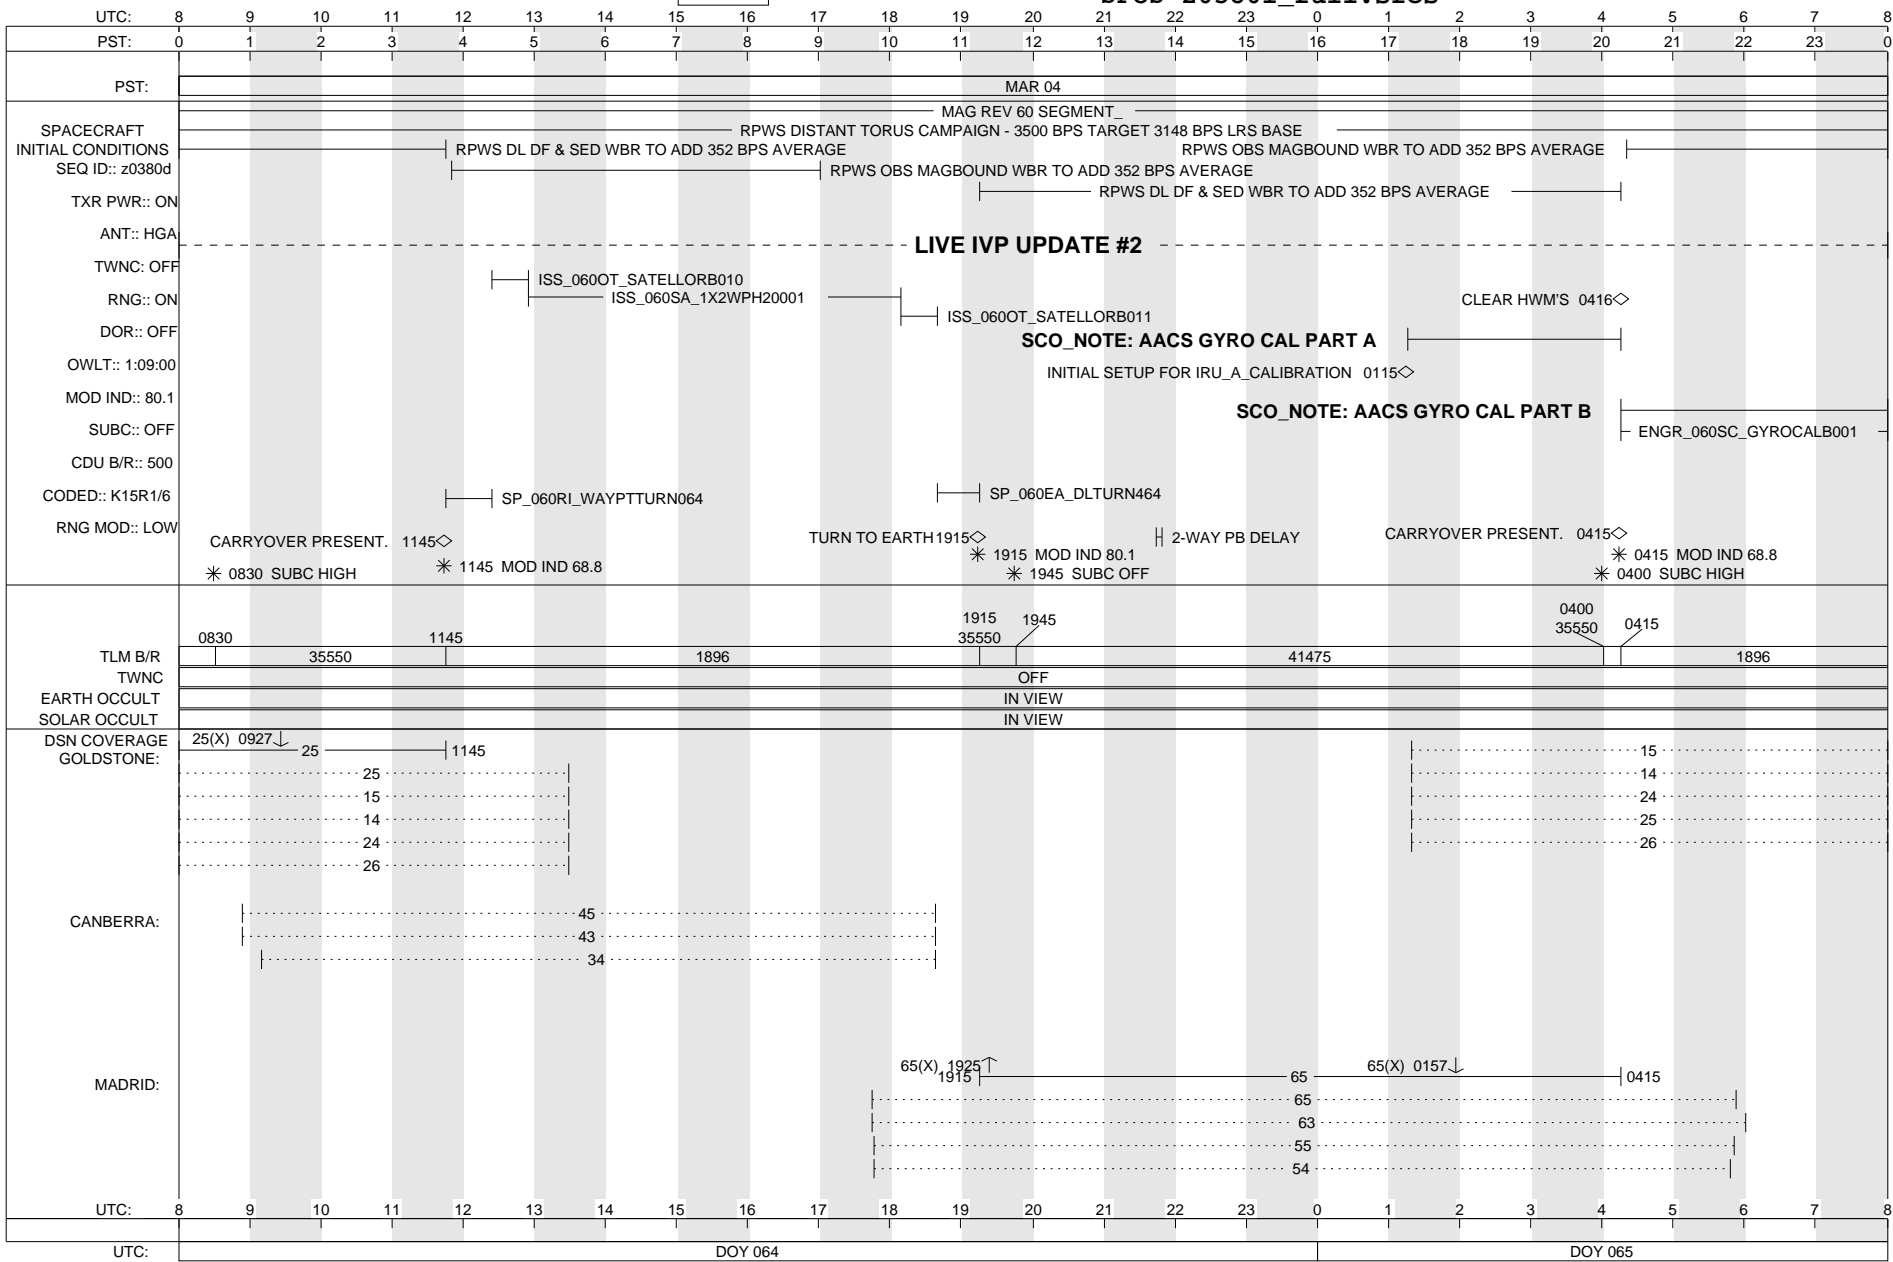 UTC: 8 9 10 11 12 13 14 15 16 17 18 19 20 21 22 23 0 1 2 3 4 5 6 7 8
PST: 0 1 2 3 4 5 6 7 8 9 10 11 12 13 14 15 16 17 18 19 20 21 22 23 0
PST: MAR 04
MAG REV 60 SEGMENT_
SPACECRAFT RPWS DISTANT TORUS CAMPAIGN - 3500 BPS TARGET 3148 BPS LRS BASE
INITIAL CONDITIONS RPWS DL DF & SED WBR TO ADD 352 BPS AVERAGE RPWS OBS MAGBOUND WBR TO ADD 352 BPS AVERAGE
SEQ ID:: z0380d RPWS OBS MAGBOUND WBR TO ADD 352 BPS AVERAGE
RPWS DL DF & SED WBR TO ADD 352 BPS AVERAGE
TXR PWR:: ON
ANT:: HGA
LIVE IVP UPDATE #2
TWNC: OFF
ISS_060OT_SATELLORB010
RNG:: ON ISS_060SA_1X2WPH20001 CLEAR HWM'S 0416
ISS_060OT_SATELLORB011
DOR:: OFF
SCO_NOTE: AACS GYRO CAL PART A
OWLT:: 1:09:00
INITIAL SETUP FOR IRU_A_CALIBRATION 0115
MOD IND:: 80.1
SCO_NOTE: AACS GYRO CAL PART B
SUBC:: OFF ENGR_060SC_GYROCALB001
CDU B/R:: 500
CODED:: K15R1/6 SP_060RI_WAYPTTURN064 SP_060EA_DLTURN464
RNG MOD:: LOW
CARRYOVER PRESENT. 1145 TURN TO EARTH 1915 2-WAY PB DELAY CARRYOVER PRESENT. 0415
1145 MOD IND 68.8 1915 MOD IND 80.1 0415 MOD IND 68.8
0830 SUBC HIGH 1945 SUBC OFF 0400 SUBC HIGH
0830 1145 1915 35550 1945 0400 35550 0415
TLM B/R 35550 1896 41475 1896
TWNC OFF
EARTH OCCULT IN VIEW
SOLAR OCCULT IN VIEW
DSN COVERAGE 25(X) 0927
GOLDSTONE: 25 1145 15
25 14
15 24
14 25
24 26
26
45
CANBERRA: 43
34
65(X) 1925 65(X) 0157
MADRID: 1915 65 0415
65
63
55
54
UTC: 8 9 10 11 12 13 14 15 16 17 18 19 20 21 22 23 0 1 2 3 4 5 6 7 8
UTC: DOY 064 DOY 065